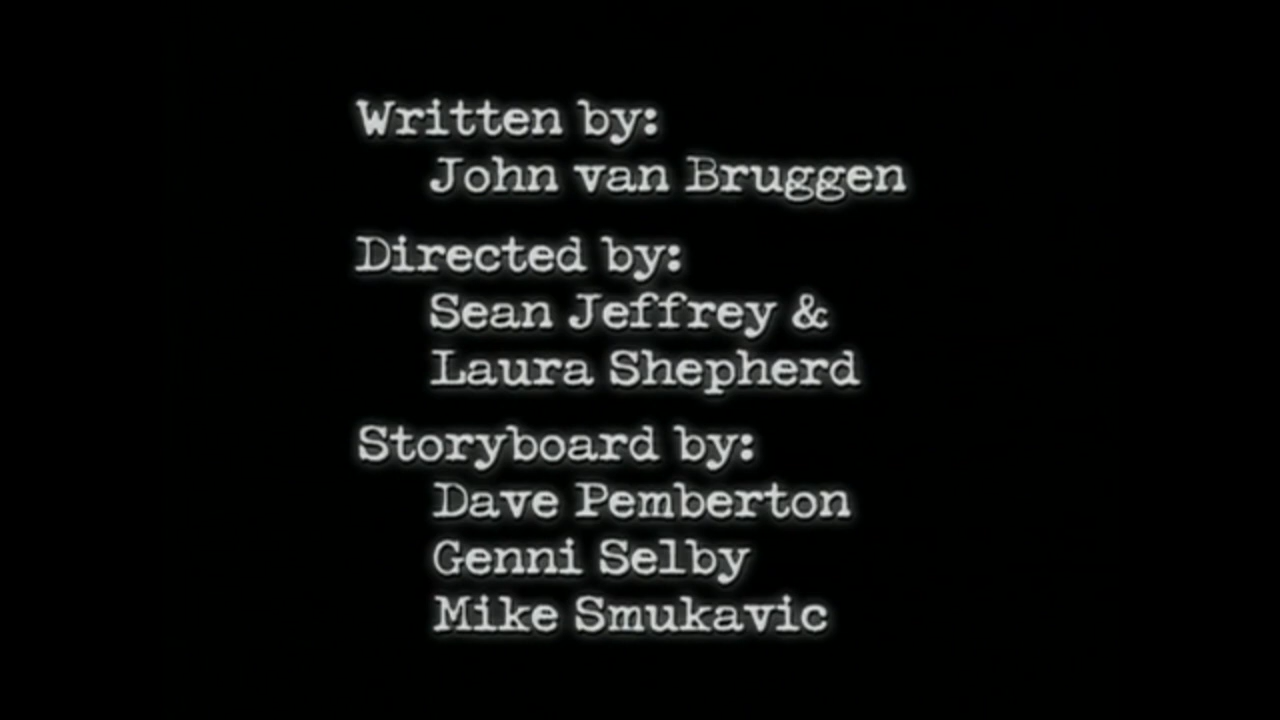 Written by:
John van Bruggen
Directed by:
Sean Jeffrey &
Laura Shepherd
Storyboard by:
Dave Pemberton
Genni Selby
Mike Smukavic